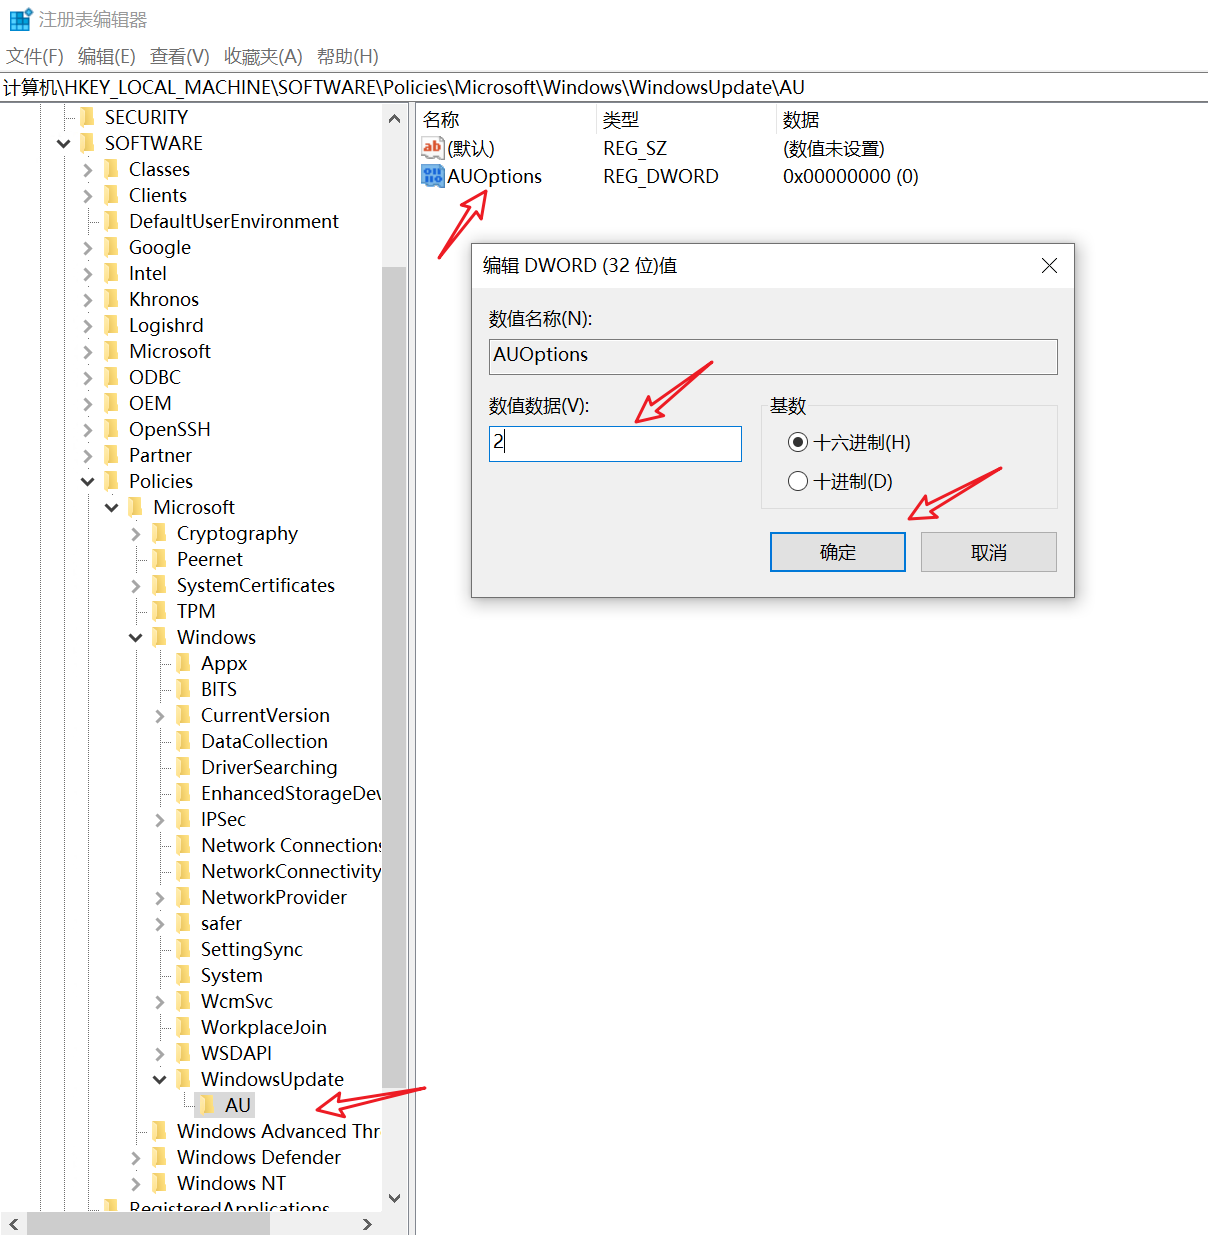 注册表编辑器
文件(F) 编辑(E) 查看(V) 收藏夹(A) 帮助(H)
计算机\HKEY_LOCAL_MACHINE\SOFTWARE\Policies\Microsoft\Windows\WindowsUpdate\AU
SECURITY
SOFTWARE
Classes
Clients
DefaultUserEnvironment
Google
Intel
Khronos
Logishrd
Microsoft
ODBC
OEM
OpenSSH
Partner
Policies
Microsoft
Cryptography
Peernet
SystemCertificates
TPM
Windows
Appx
BITS
CurrentVersion
DataCollection
DriverSearching
EnhancedStorageDev
IPSec
Network Connections
NetworkConnectivity
NetworkProvider
safer
SettingSync
System
WcmSvc
WorkplaceJoin
WSDAPI
WindowsUpdate
AU
Windows Advanced Thr
Windows Defender
Windows NT
RegisteredApplications
名称 类型 数据
ab (默认) REG_SZ (数值未设置)
AUOptions REG_DWORD 0x00000000 (0)
编辑 DWORD (32 位)值
数值名称(N):
AUOptions
数值数据(V):
2
基数
十六进制(H)
十进制(D)
确定 取消